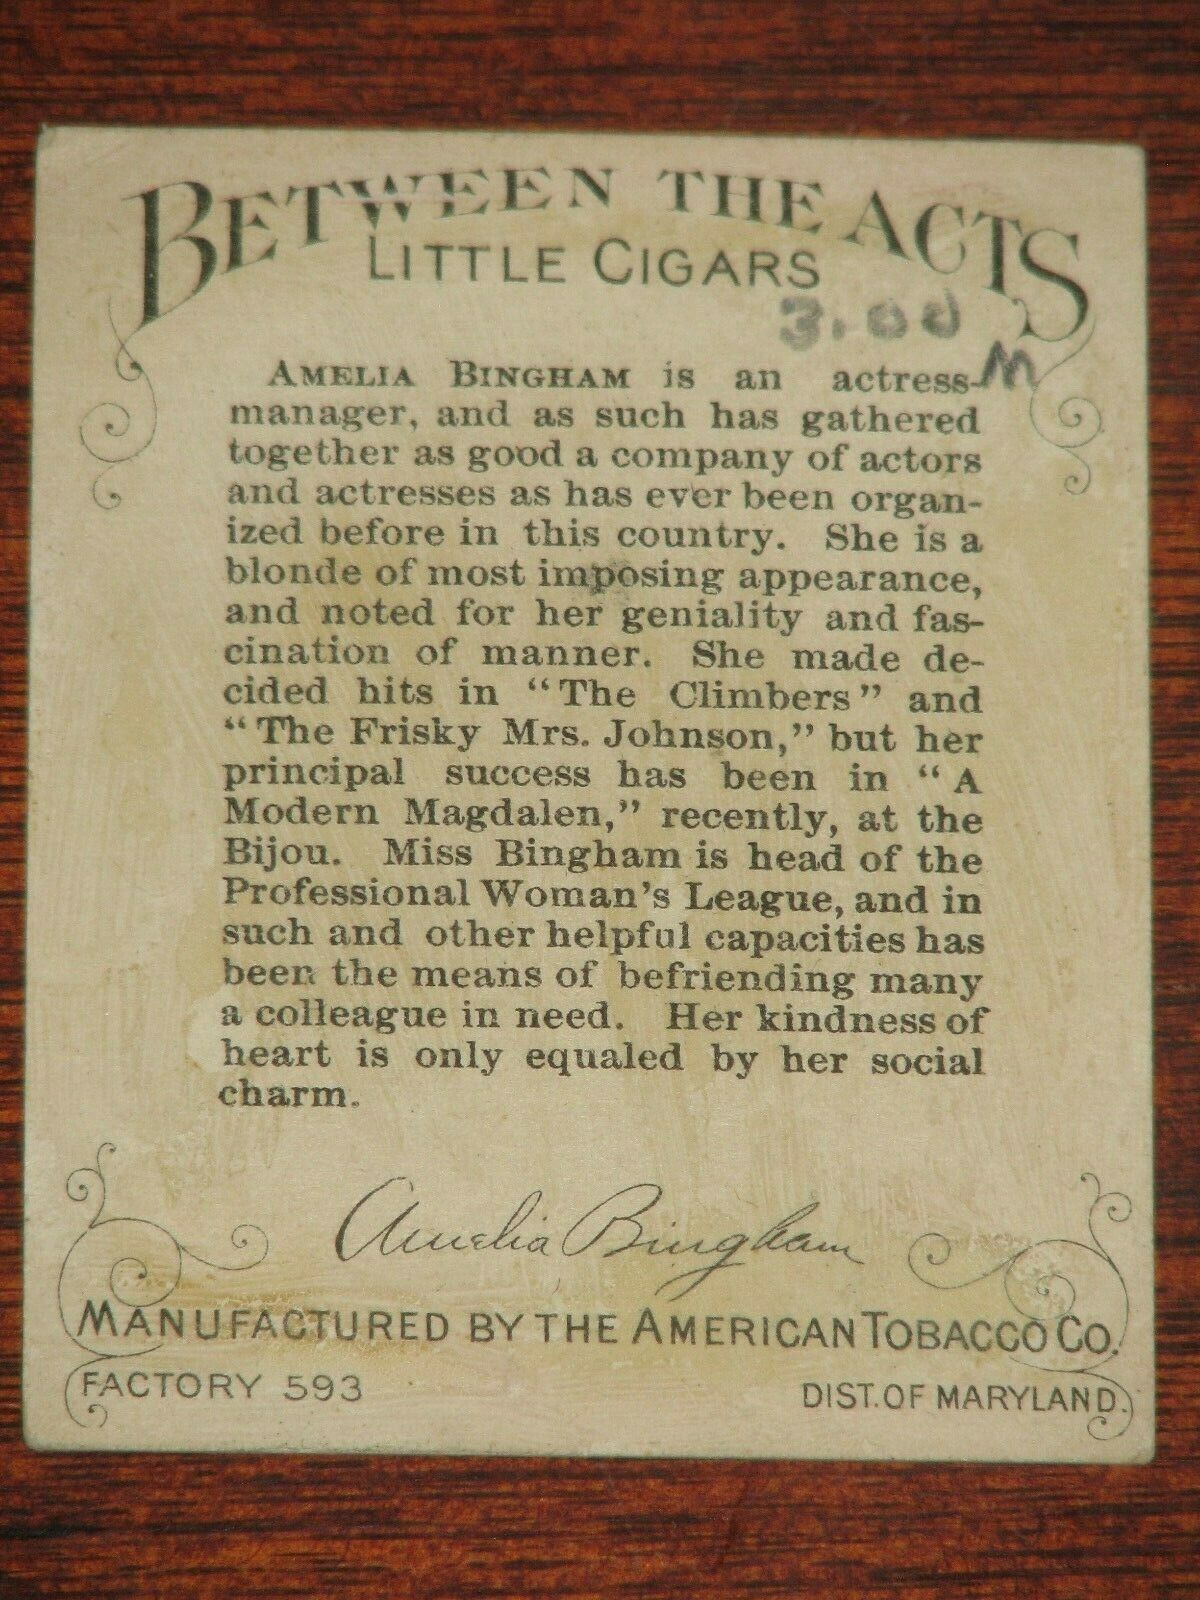 BETWEEN THE ACTS
LITTLE CIGARS
3.00
M
AMELIA BINGHAM is an actress-
manager, and as such has gathered
together as good a company of actors
and actresses as has ever been organ-
ized before in this country. She is a
blonde of most imposing appearance,
and noted for her geniality and fas-
cination of manner. She made de-
cided hits in “The Climbers” and
“The Frisky Mrs. Johnson,” but her
principal success has been in “A
Modern Magdalen,” recently, at the
Bijou. Miss Bingham is head of the
Professional Woman's League, and in
such and other helpful capacities has
been the means of befriending many
a colleague in need. Her kindness of
heart is only equaled by her social
charm.
Amelia Bingham
MANUFACTURED BY THE AMERICAN TOBACCO CO.
FACTORY 593 DIST. OF MARYLAND.